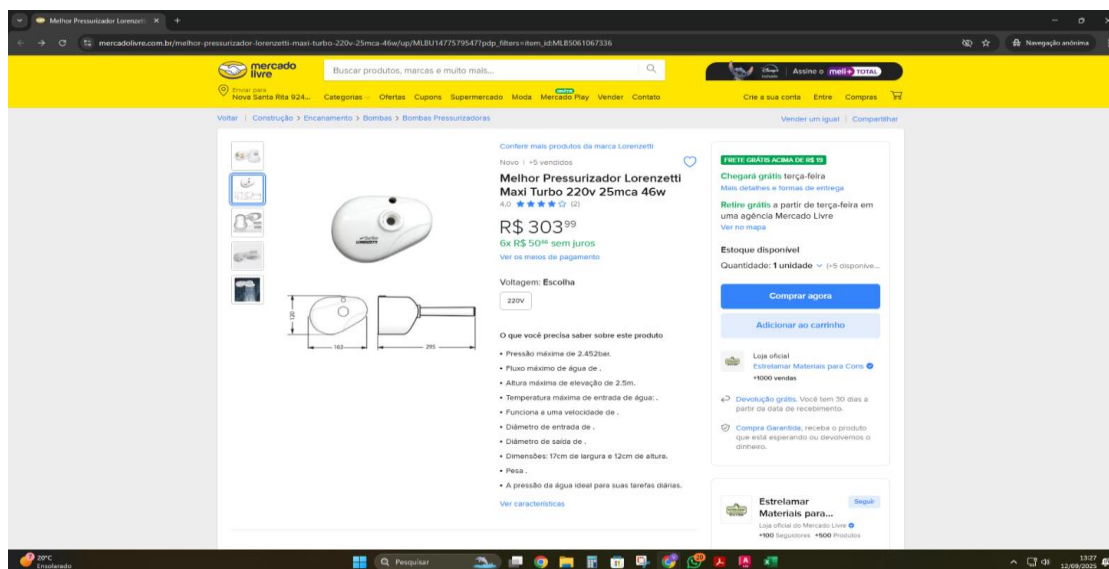 Melhor Pressurizador Lorenzetti
mercadolivre.com.br/melhor-pressurizador-lorenzetti-maxi-turbo-220v-25mca-46w/up/MLBU1477579547?pdp_filters=item_id:MLB5061067336
Navegação anônima
mercado livre
Buscar produtos, marcas e muito mais...
Disney+
Assine o meli+ TOTAL
Enviar para
Nova Santa Rita 924...
Categorias Ofertas Cupons Supermercado Moda Mercado Play Vender Contato
GRÁTIS
Crie a sua conta Entre Compras
Voltar | Construção > Encanamento > Bombas > Bombas Pressurizadoras
Vender um igual | Compartilhar
Conferir mais produtos da marca Lorenzetti
Novo | +5 vendidos
Melhor Pressurizador Lorenzetti
Maxi Turbo 220v 25mca 46w
4,0 (2)
R$ 303 99
6x R$ 50 66 sem juros
Ver os meios de pagamento
Voltagem: Escolha
220V
LORENZETTI
120
163
295
O que você precisa saber sobre este produto
• Pressão máxima de 2.452bar.
• Fluxo máximo de água de .
• Altura máxima de elevação de 2.5m.
• Temperatura máxima de entrada de água: .
• Funciona a uma velocidade de .
• Diâmetro de entrada de .
• Diâmetro de saída de .
• Dimensões: 17cm de largura e 12cm de altura.
• Pesa .
• A pressão da água ideal para suas tarefas diárias.
Ver características
FRETE GRÁTIS ACIMA DE R$ 19
Chegará grátis terça-feira
Mais detalhes e formas de entrega
Retire grátis a partir de terça-feira em
uma agência Mercado Livre
Ver no mapa
Estoque disponível
Quantidade: 1 unidade (+5 disponíve...
Comprar agora
Adicionar ao carrinho
Loja oficial
Estrelamar Materiais para Cons
+1000 vendas
Devolução grátis. Você tem 30 dias a
partir da data de recebimento.
Compra Garantida, receba o produto
que está esperando ou devolvemos o
dinheiro.
Estrelamar
Materiais para...
Seguir
Loja oficial do Mercado Livre
+100 Seguidores +500 Produtos
20°C
Ensolarado
Pesquisar
13:27
12/09/2025